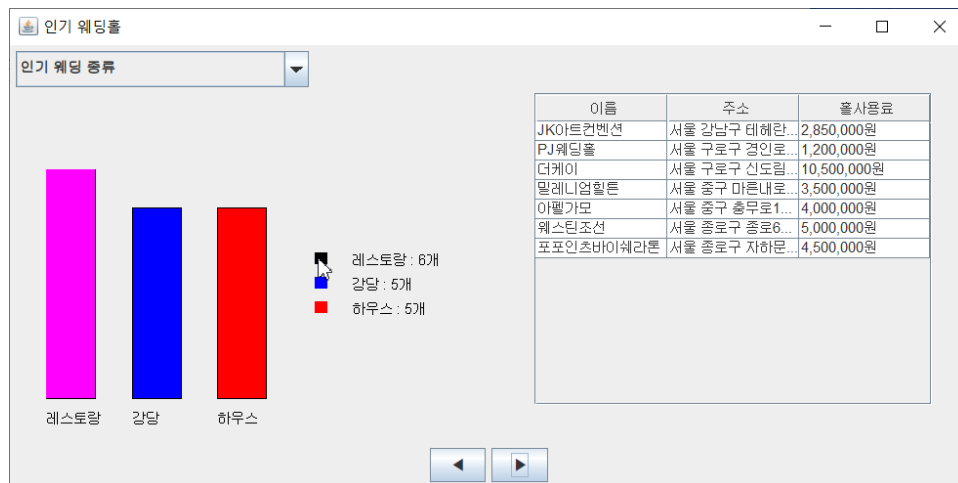 인기 웨딩홀
인기 웨딩 종류
레스토랑 : 6개
강당 : 5개
하우스 : 5개
레스토랑 강당 하우스
이름 주소 홀사용료
JK아트컨벤션 서울 강남구 테헤란... 2,850,000원
PJ웨딩홀 서울 구로구 경인로... 1,200,000원
더케이 서울 구로구 신도림... 10,500,000원
밀레니엄힐튼 서울 중구 마른내로... 3,500,000원
아펠가모 서울 중구 충무로1... 4,000,000원
웨스틴조선 서울 종로구 종로6... 5,000,000원
포포인츠바이쉐라톤 서울 종로구 자하문... 4,500,000원